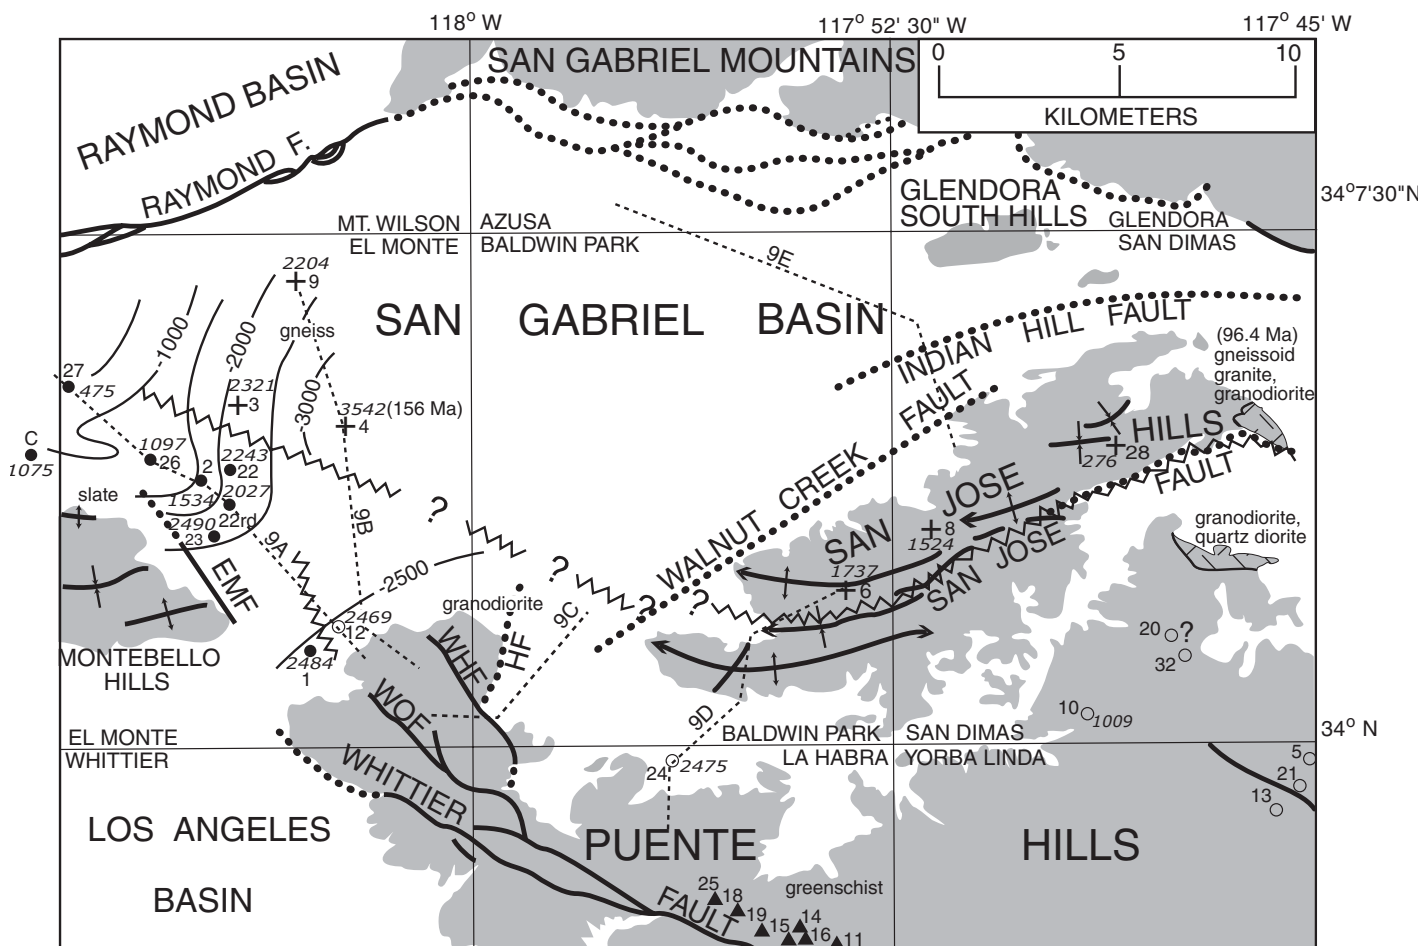 118° W
117° 52' 30" W
117° 45' W
SAN GABRIEL MOUNTAINS
0 5 10
KILOMETERS
RAYMOND BASIN
RAYMOND F.
34°7'30"N
GLENDORA
SOUTH HILLS
GLENDORA
SAN DIMAS
MT. WILSON
EL MONTE
AZUSA
BALDWIN PARK
9E
2204
9
gneiss
-1000
-2000
-3000
SAN GABRIEL BASIN
INDIAN HILL FAULT
(96.4 Ma)
gneissoid
granite,
granodiorite
27
475
2321
3
3542(156 Ma)
4
C
1075
1097
26
2
1534
2243
22
2027
22rd
2490
23
slate
9A
9B
EMF
?
WALNUT CREEK FAULT
SAN JOSE HILLS
276
28
SAN JOSE FAULT
8
1524
1737
6
granodiorite,
quartz diorite
-2500
granodiorite
?
9C
?
?
HF
WHF
2469
12
2484
1
MONTEBELLO
HILLS
WOF
20
?
32
10
1009
9D
EL MONTE
WHITTIER
BALDWIN PARK
LA HABRA
SAN DIMAS
YORBA LINDA
34° N
24
2475
5
21
13
WHITTIER FAULT
LOS ANGELES
BASIN
PUENTE HILLS
greenschist
25
18
19
15
14
16
11